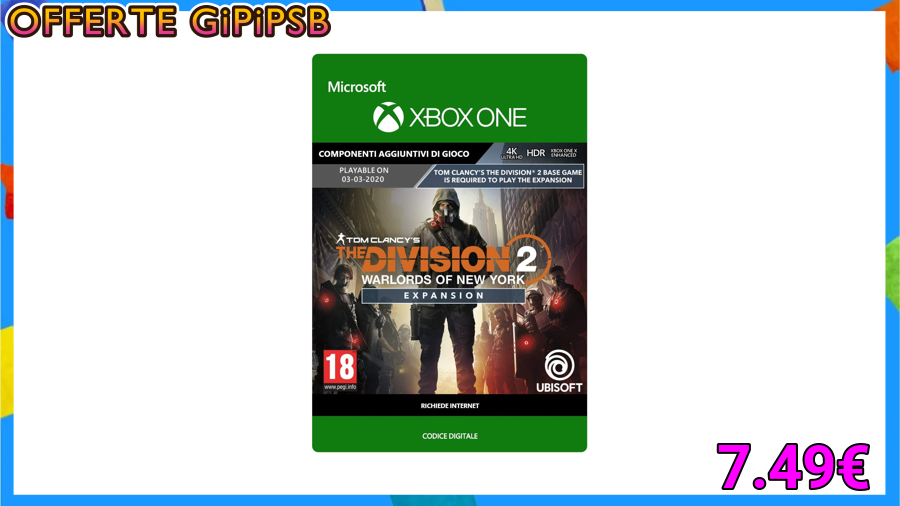 OFFERTE GiPiPSB
Microsoft
XBOX ONE
COMPONENTI AGGIUNTIVI DI GIOCO
4K
ULTRA HD
HDR
XBOX ONE X
ENHANCED
PLAYABLE ON
03-03-2020
TOM CLANCY'S THE DIVISION® 2 BASE GAME
IS REQUIRED TO PLAY THE EXPANSION
TOM CLANCY'S
THE DIVISION 2
WARLORDS OF NEW YORK
EXPANSION
18
www.pegi.info
UBISOFT
RICHIEDE INTERNET
CODICE DIGITALE
7.49€